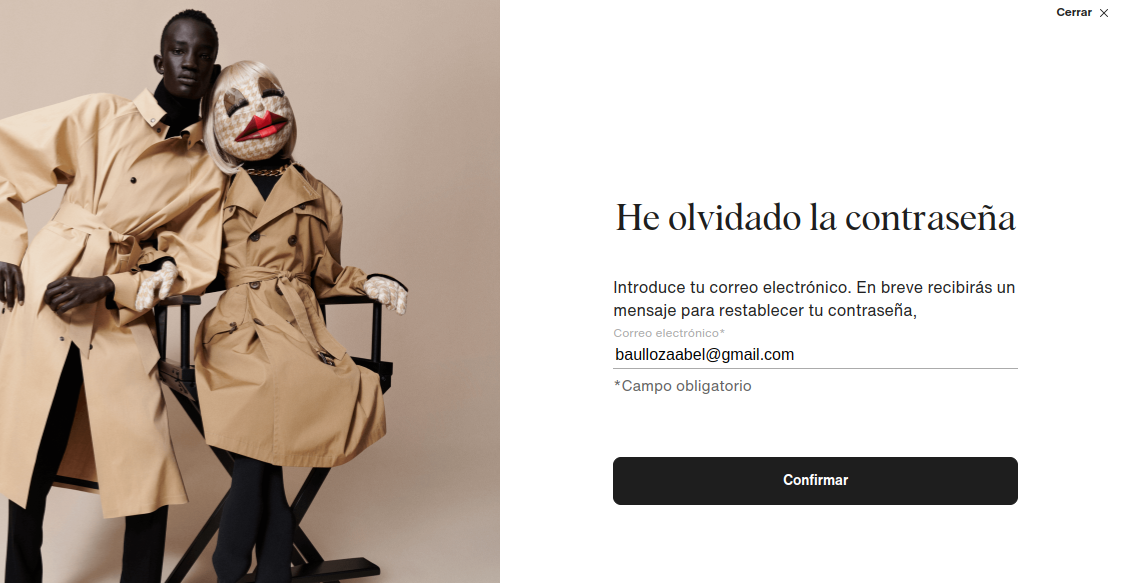 Cerrar
He olvidado la contraseña
Introduce tu correo electrónico. En breve recibirás un
mensaje para restablecer tu contraseña,
Correo electrónico*
baullozaabel@gmail.com
*Campo obligatorio
Confirmar